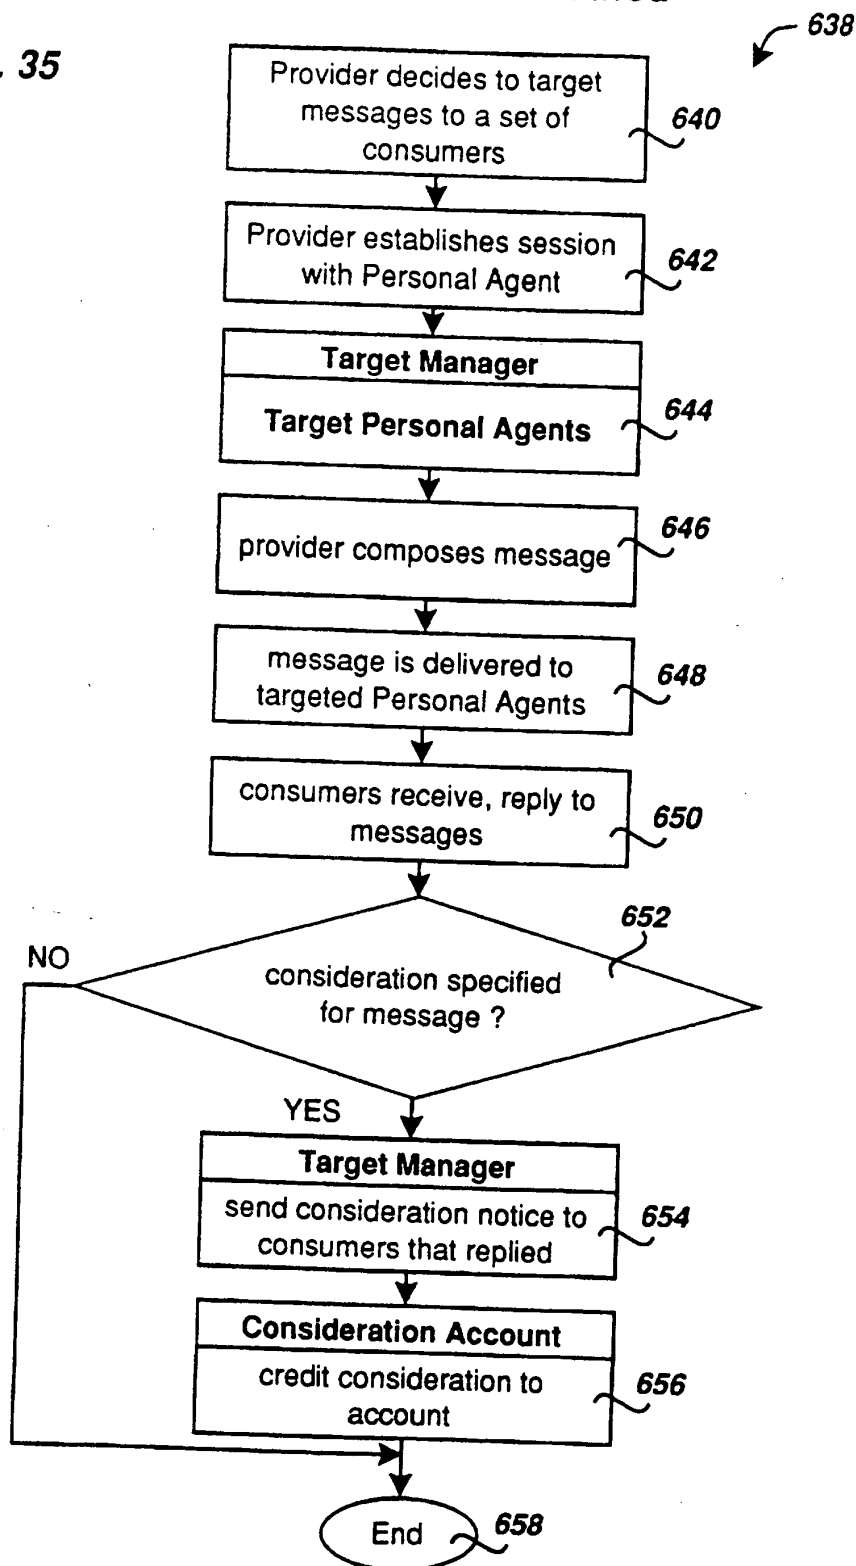 638
. 35
Provider decides to target
messages to a set of
consumers
640
Provider establishes session
with Personal Agent
642
Target Manager
Target Personal Agents
644
provider composes message
646
message is delivered to
targeted Personal Agents
648
consumers receive, reply to
messages
650
652
NO
consideration specified
for message ?
YES
Target Manager
send consideration notice to
consumers that replied
654
Consideration Account
credit consideration to
account
656
End
658